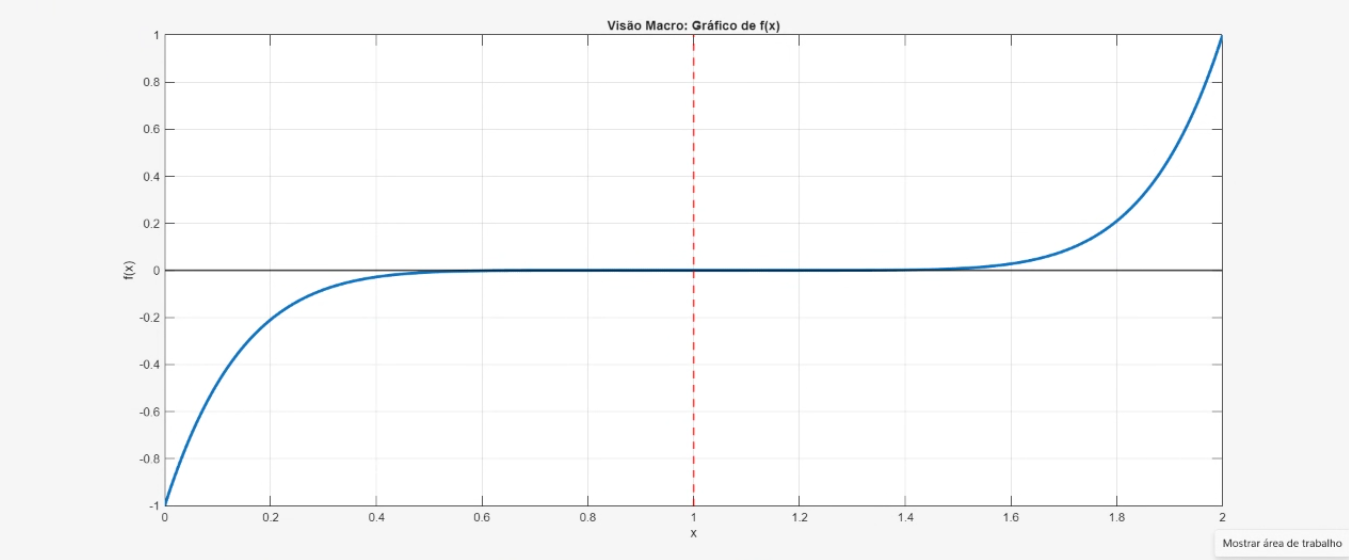 Visão Macro: Gráfico de f(x)
1
0.8
0.6
0.4
0.2
0
-0.2
-0.4
-0.6
-0.8
-1
f(x)
0 0.2 0.4 0.6 0.8 1 1.2 1.4 1.6 1.8 2
x
Mostrar área de trabalho